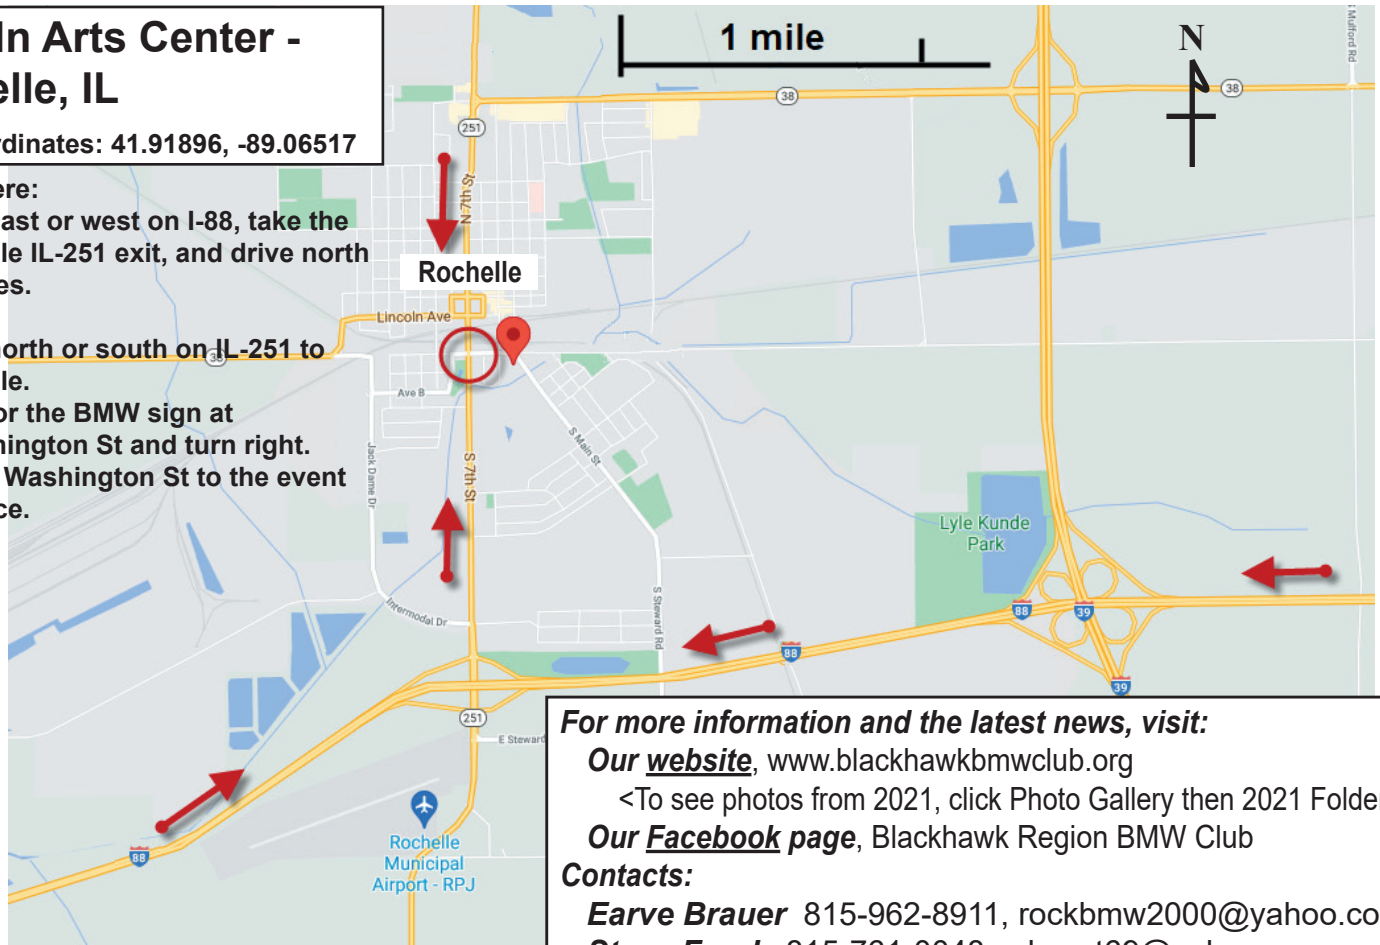 In Arts Center -
elle, IL
rdinates: 41.91896, -89.06517
ere:
ast or west on I-88, take the
le IL-251 exit, and drive north
es.
north or south on IL-251 to
le.
or the BMW sign at
nington St and turn right.
Washington St to the event
ce.
1 mile
N
S Mulford Rd
38
38
251
N 7th St
Rochelle
Lincoln Ave
38
Ave B
S Main St
Jack Dame Dr
S 7th St
Lyle Kunde
Park
Intermodal Dr
S Steward Rd
88
39
88
39
251
E Steward
88
Rochelle
Municipal
Airport - RPJ
For more information and the latest news, visit:
Our website, www.blackhawkbmwclub.org
<To see photos from 2021, click Photo Gallery then 2021 Folder
Our Facebook page, Blackhawk Region BMW Club
Contacts:
Earve Brauer 815-962-8911, rockbmw2000@yahoo.co